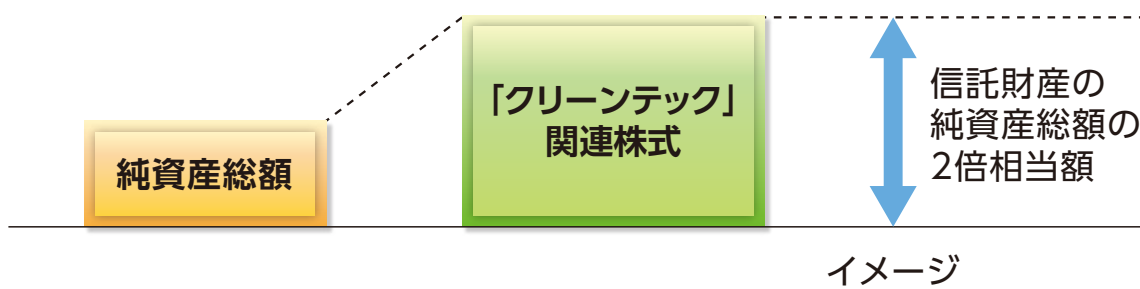 純資産総額
「クリーンテック」
関連株式
信託財産の
純資産総額の
2倍相当額
イメージ